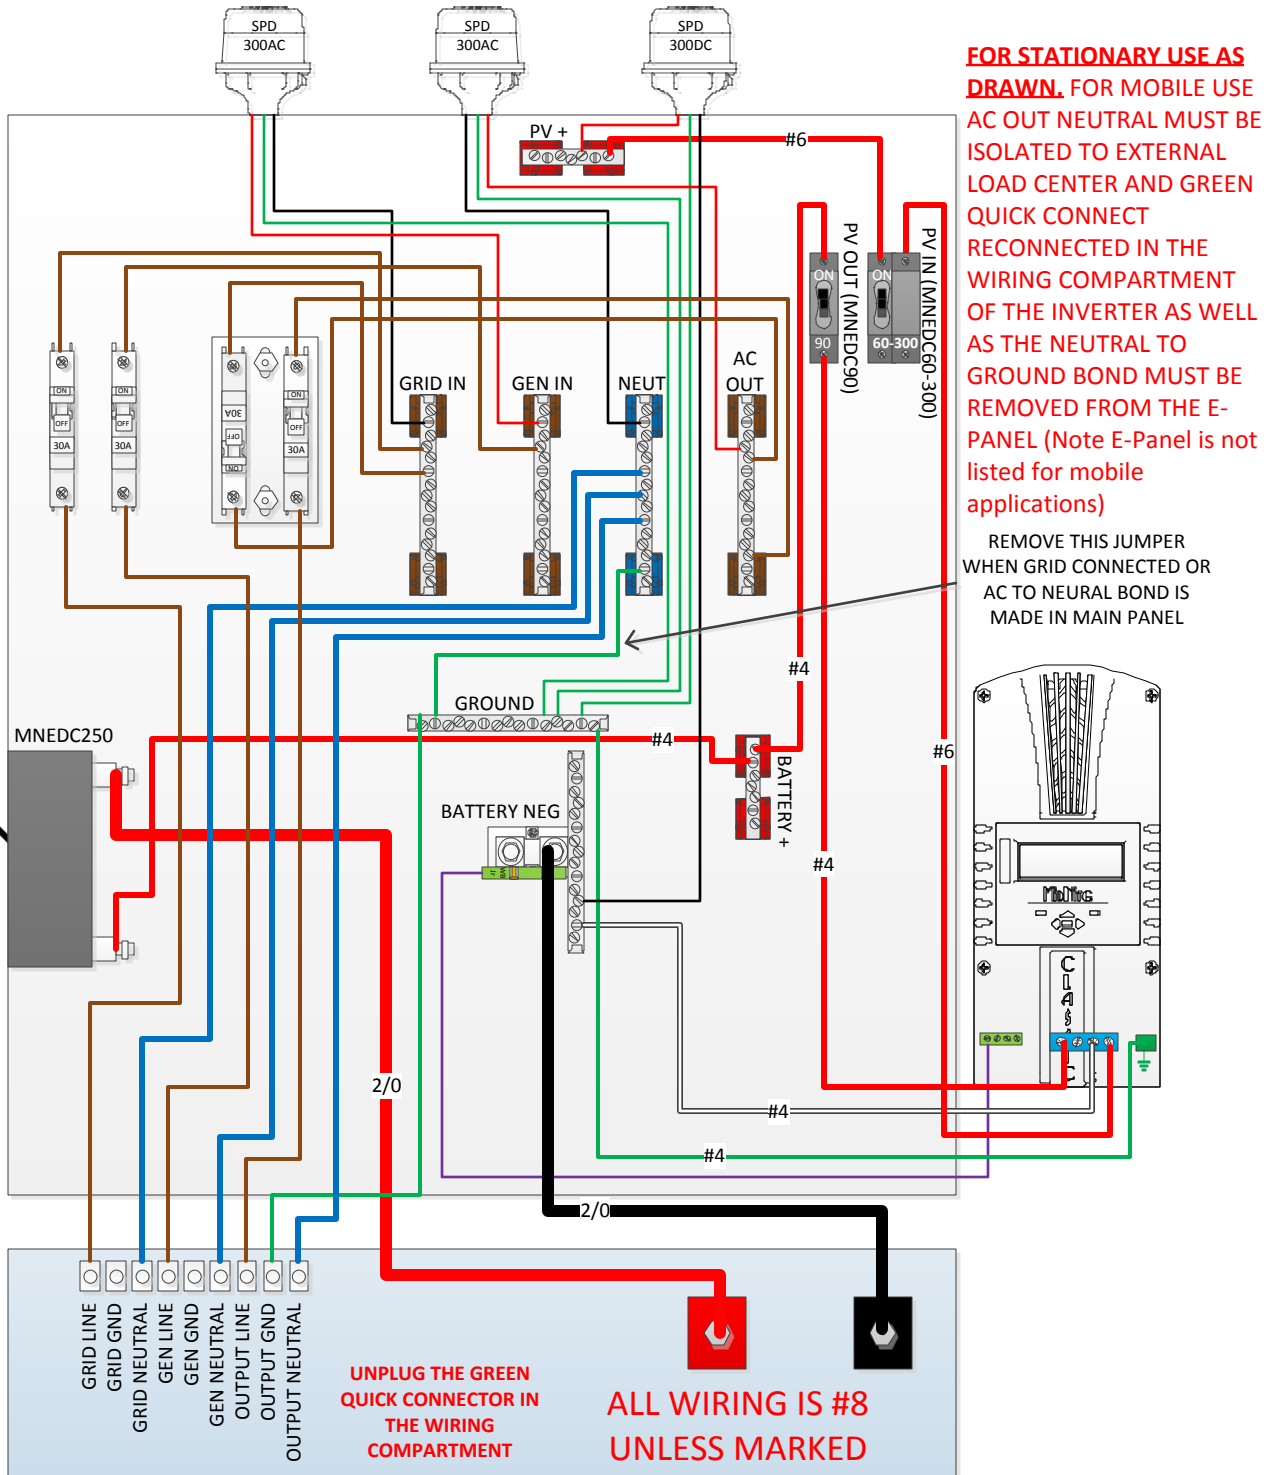 SPD
300AC
SPD
300AC
SPD
300DC
FOR STATIONARY USE AS
DRAWN. FOR MOBILE USE
AC OUT NEUTRAL MUST BE
ISOLATED TO EXTERNAL
LOAD CENTER AND GREEN
QUICK CONNECT
RECONNECTED IN THE
WIRING COMPARTMENT
OF THE INVERTER AS WELL
AS THE NEUTRAL TO
GROUND BOND MUST BE
REMOVED FROM THE E-
PANEL (Note E-Panel is not
listed for mobile
applications)
PV +
#6
PV OUT (MNEDC90)
PV IN (MNEDC60-300)
ON
90
ON
60-300
GRID IN
GEN IN
NEUT
AC
OUT
ON
OFF
30A
ON
OFF
30A
30A
OFF
ON
ON
OFF
30A
REMOVE THIS JUMPER
WHEN GRID CONNECTED OR
AC TO NEURAL BOND IS
MADE IN MAIN PANEL
#4
GROUND
MNEDC250
#4
#6
BATTERY +
BATTERY NEG
#4
WB
Jr
MidNite
CLASSIC
2/0
#4
#4
2/0
GRID LINE
GRID GND
GRID NEUTRAL
GEN LINE
GEN GND
GEN NEUTRAL
OUTPUT LINE
OUTPUT GND
OUTPUT NEUTRAL
UNPLUG THE GREEN
QUICK CONNECTOR IN
THE WIRING
COMPARTMENT
ALL WIRING IS #8
UNLESS MARKED